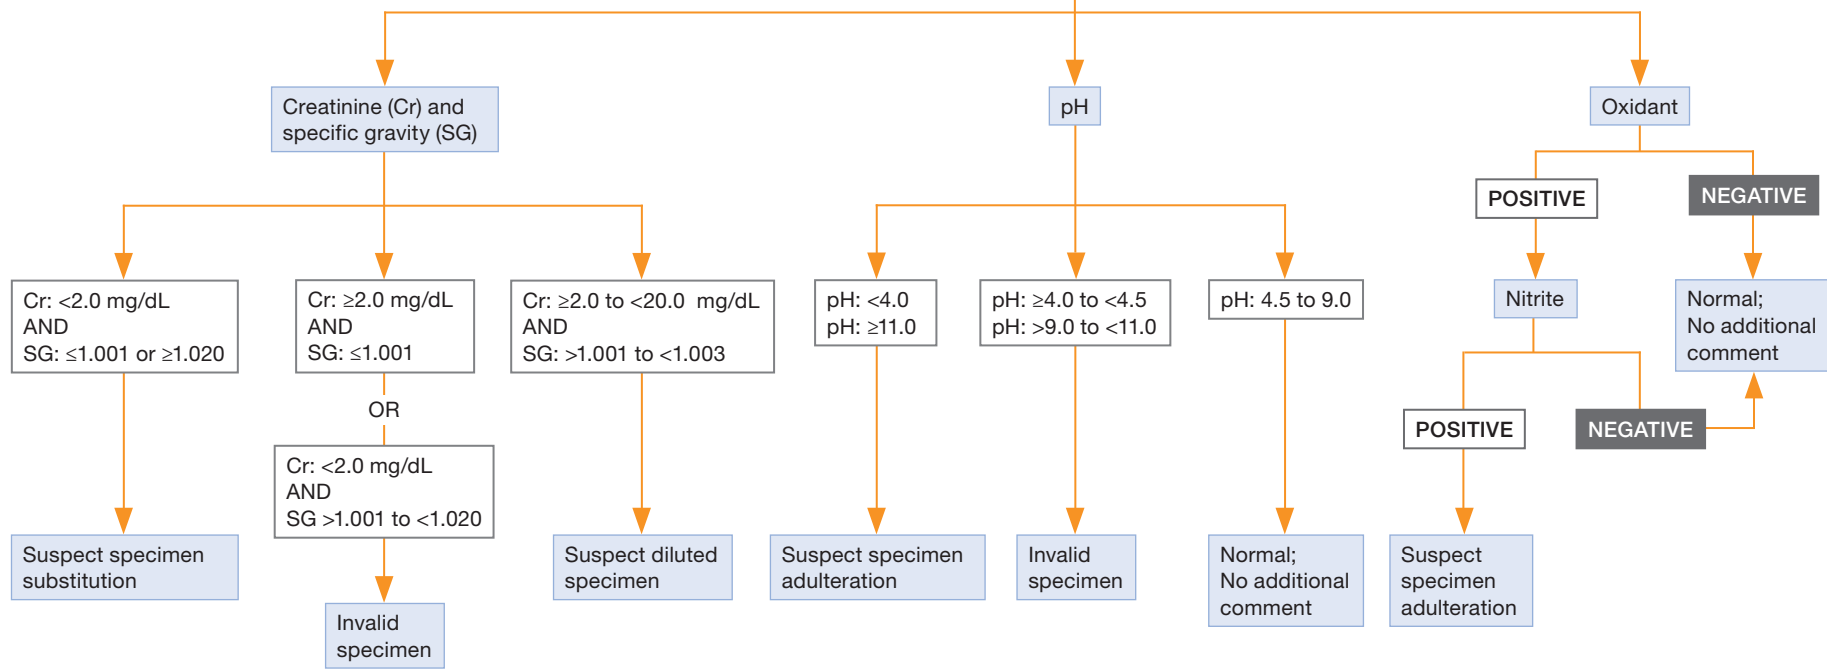 Creatinine (Cr) and
specific gravity (SG)
pH
Oxidant
POSITIVE
NEGATIVE
Cr: <2.0 mg/dL
AND
SG: ≤1.001 or ≥1.020
Cr: ≥2.0 mg/dL
AND
SG: ≤1.001
OR
Cr: <2.0 mg/dL
AND
SG >1.001 to <1.020
Cr: ≥2.0 to <20.0 mg/dL
AND
SG: >1.001 to <1.003
pH: <4.0
pH: ≥11.0
pH: ≥4.0 to <4.5
pH: >9.0 to <11.0
pH: 4.5 to 9.0
Nitrite
Normal;
No additional
comment
POSITIVE
NEGATIVE
Suspect specimen
substitution
Invalid
specimen
Suspect diluted
specimen
Suspect specimen
adulteration
Invalid
specimen
Normal;
No additional
comment
Suspect
specimen
adulteration